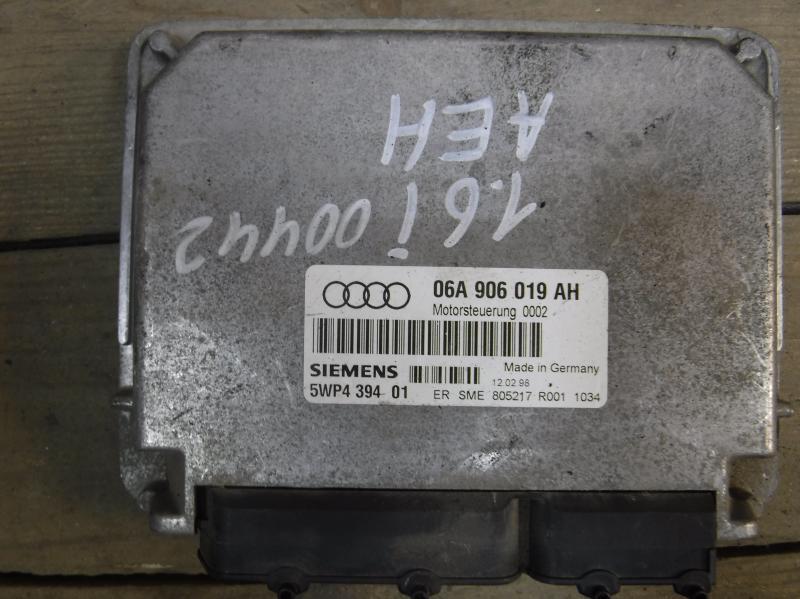 AEH
1.6i 00442
06A 906 019 AH
Motorsteuerung 0002
SIEMENS
Made in Germany
12.02.98
5WP4 394 01
ER SME 805217 R001 1034